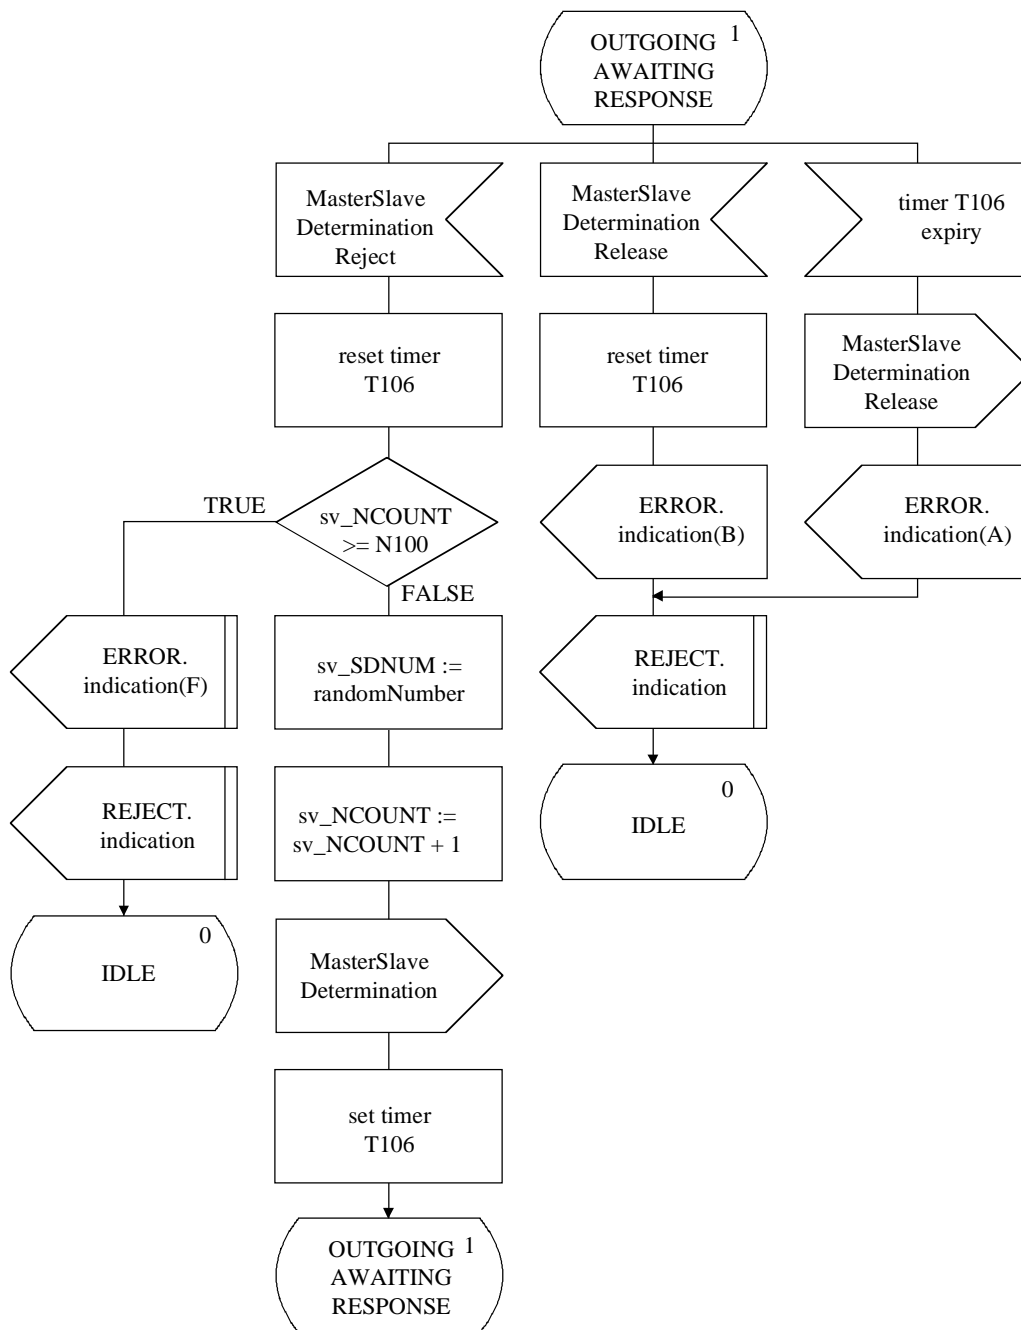 OUTGOING 1
AWAITING
RESPONSE
MasterSlave
Determination
Reject
MasterSlave
Determination
Release
timer T106
expiry
reset timer
T106
reset timer
T106
MasterSlave
Determination
Release
TRUE
sv_NCOUNT
>= N100
FALSE
ERROR.
indication(B)
ERROR.
indication(A)
ERROR.
indication(F)
sv_SDNUM :=
randomNumber
REJECT.
indication
REJECT.
indication
sv_NCOUNT :=
sv_NCOUNT + 1
0
IDLE
0
IDLE
MasterSlave
Determination
set timer
T106
OUTGOING 1
AWAITING
RESPONSE